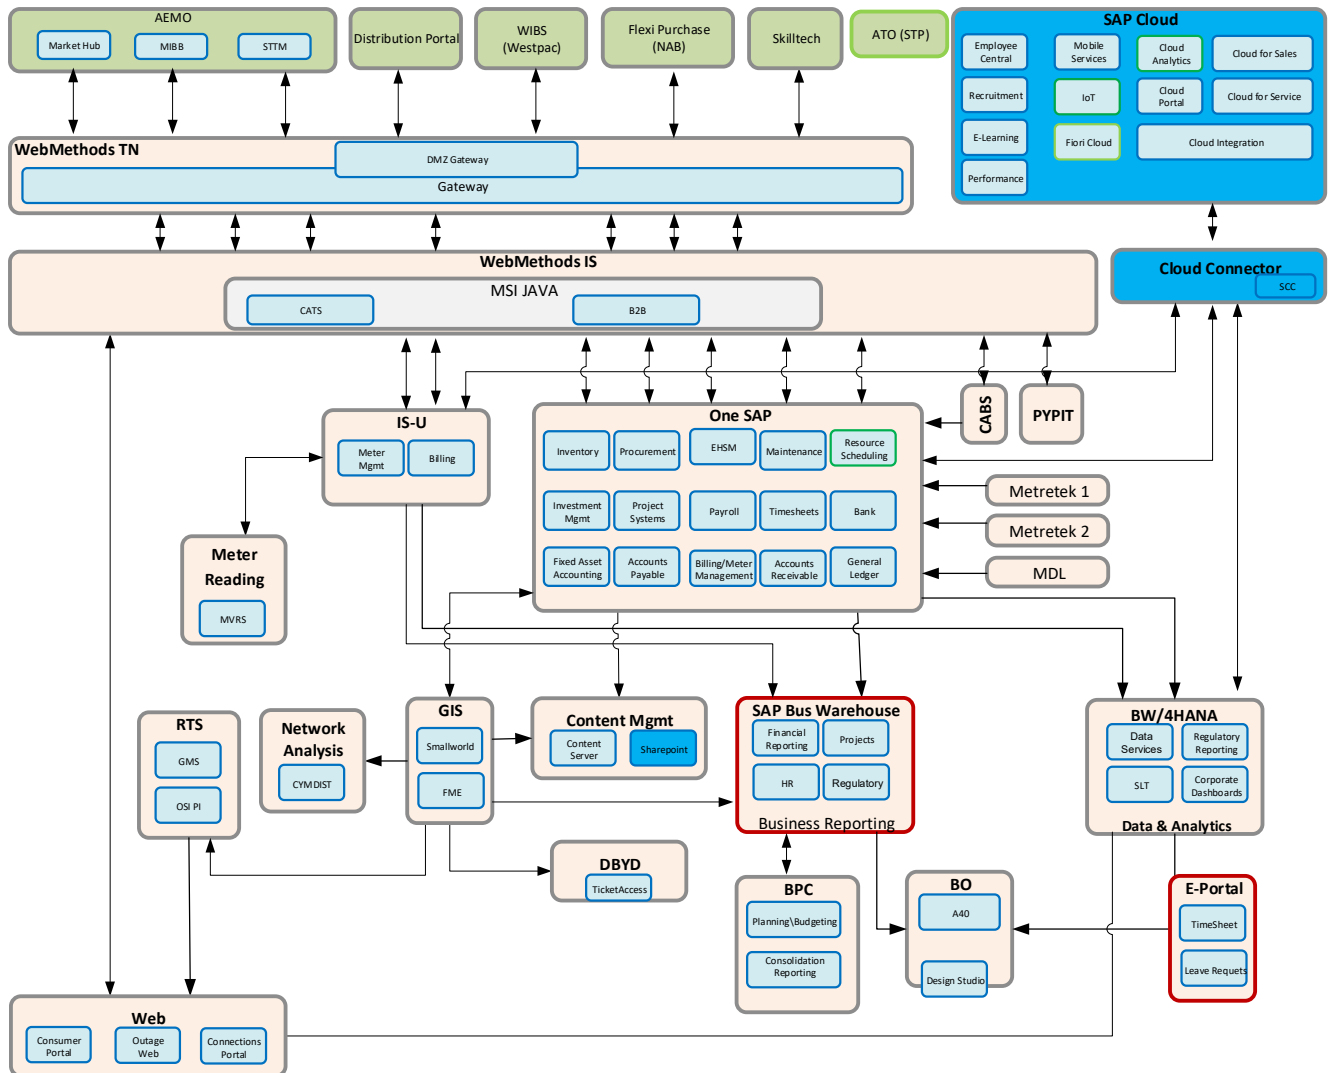 AEMO
Market Hub
MIBB
STTM
Distribution Portal
WIBS
(Westpac)
Flexi Purchase
(NAB)
Skilltech
ATO (STP)
SAP Cloud
Employee
Central
Mobile
Services
Cloud
Analytics
Cloud for Sales
Recruitment
IoT
Cloud
Portal
Cloud for Service
E-Learning
Fiori Cloud
Cloud Integration
Performance
WebMethods TN
DMZ Gateway
Gateway
WebMethods IS
MSI JAVA
CATS
B2B
Cloud Connector
SCC
IS-U
Meter
Mgmt
Billing
One SAP
Inventory
Procurement
EHSM
Maintenance
Resource
Scheduling
Investment
Mgmt
Project
Systems
Payroll
Timesheets
Bank
Fixed Asset
Accounting
Accounts
Payable
Billing/Meter
Management
Accounts
Receivable
General
Ledger
CABS
PYPIT
Metretek 1
Metretek 2
MDL
Meter
Reading
MVRS
RTS
GMS
OSI PI
Network
Analysis
CYMDIST
GIS
Smallworld
FME
Content Mgmt
Content
Server
Sharepoint
SAP Bus Warehouse
Financial
Reporting
Projects
HR
Regulatory
Business Reporting
BW/4HANA
Data
Services
Regulatory
Reporting
SLT
Corporate
Dashboards
Data & Analytics
DBYD
TicketAccess
BPC
Planning\Budgeting
Consolidation
Reporting
BO
A40
Design Studio
E-Portal
TimeSheet
Leave Requets
Web
Consumer
Portal
Outage
Web
Connections
Portal